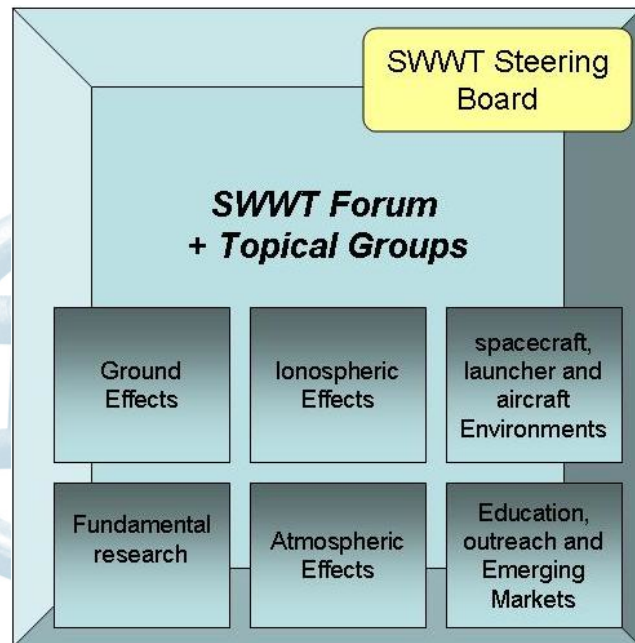 SWWT Steering
Board
SWWT Forum
+ Topical Groups
Ground
Effects
Ionospheric
Effects
spacecraft,
launcher and
aircraft
Environments
Fundamental
research
Atmospheric
Effects
Education,
outreach and
Emerging
Markets